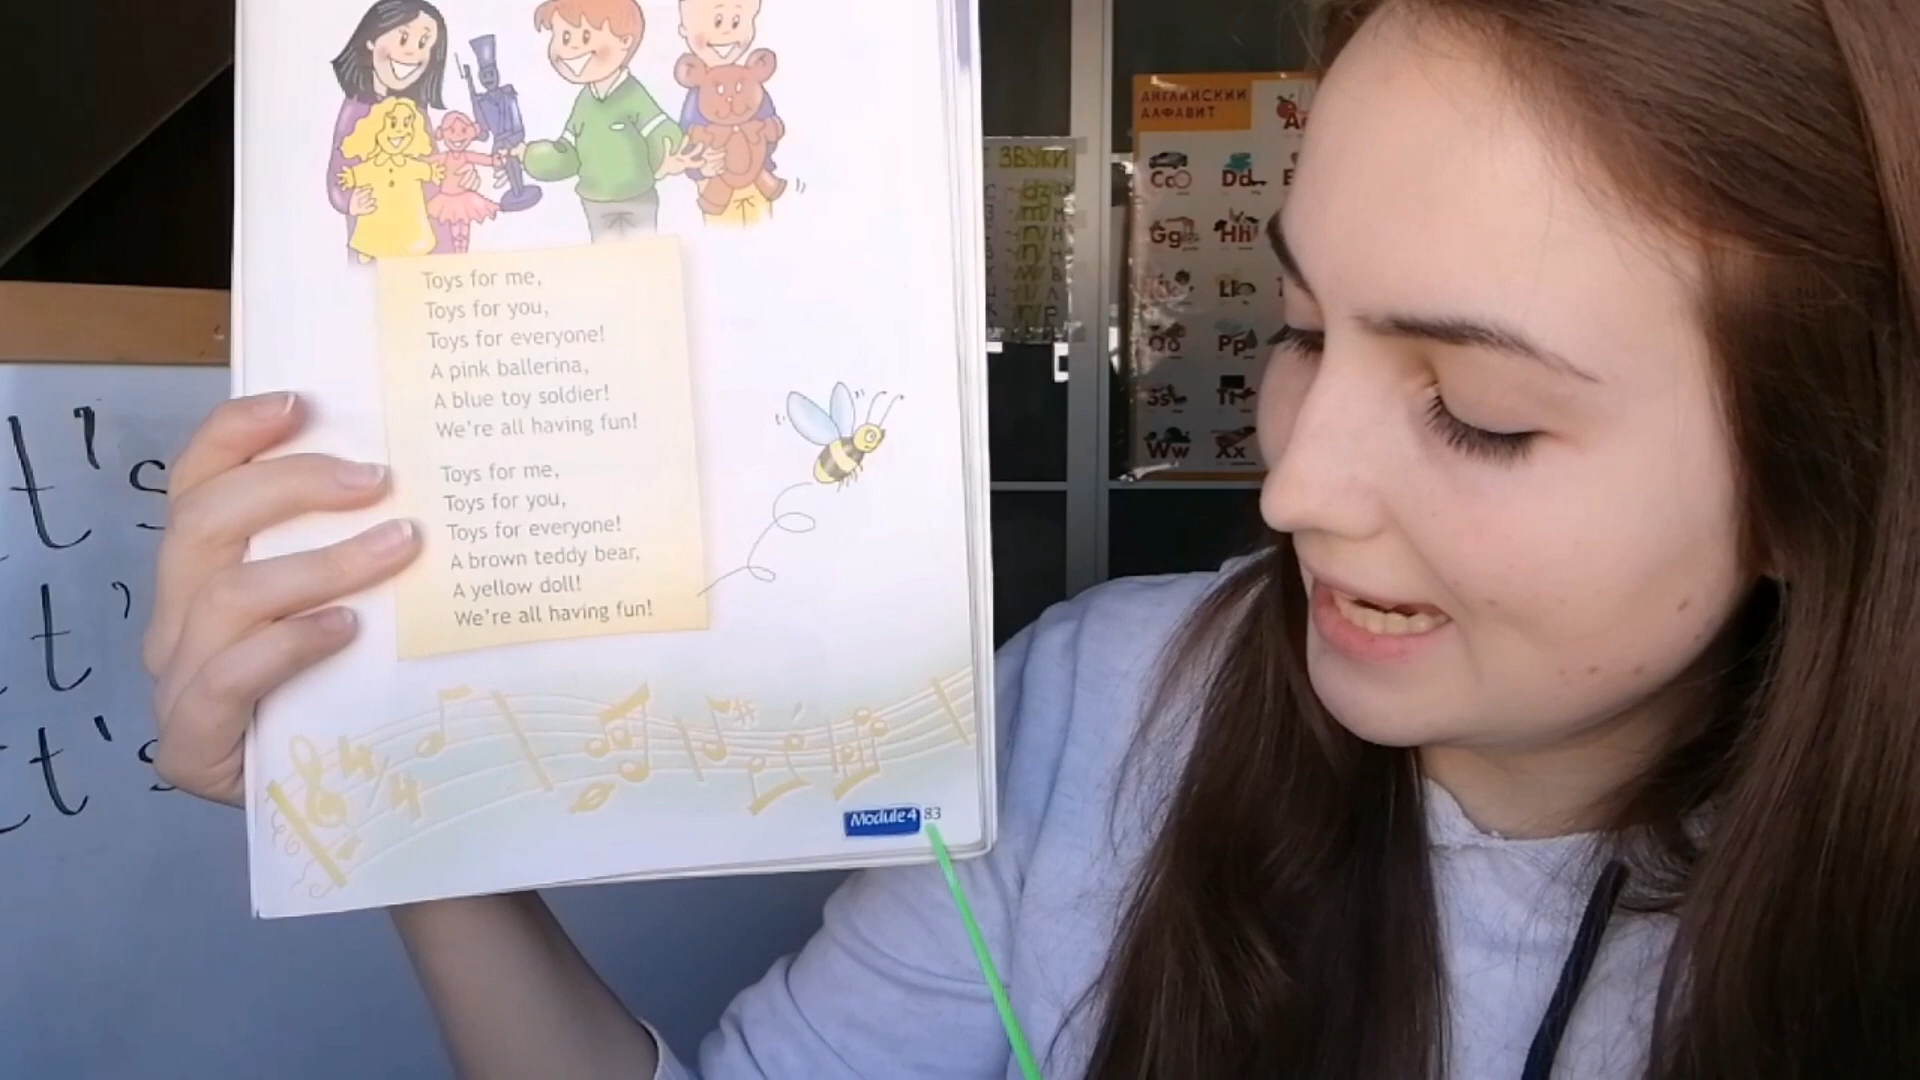 Toys for me,
Toys for you,
Toys for everyone!
A pink ballerina,
A blue toy soldier!
We're all having fun!
Toys for me,
Toys for you,
Toys for everyone!
A brown teddy bear,
A yellow doll!
We're all having fun!
Module 4 83
t's
t'
t's
ЗВУКИ
АНГЛИЙСКИЙ
АЛФАВИТ
Aa
Cc Dd
Gg Hh
Ll
Pp
Ss
Ww Xx